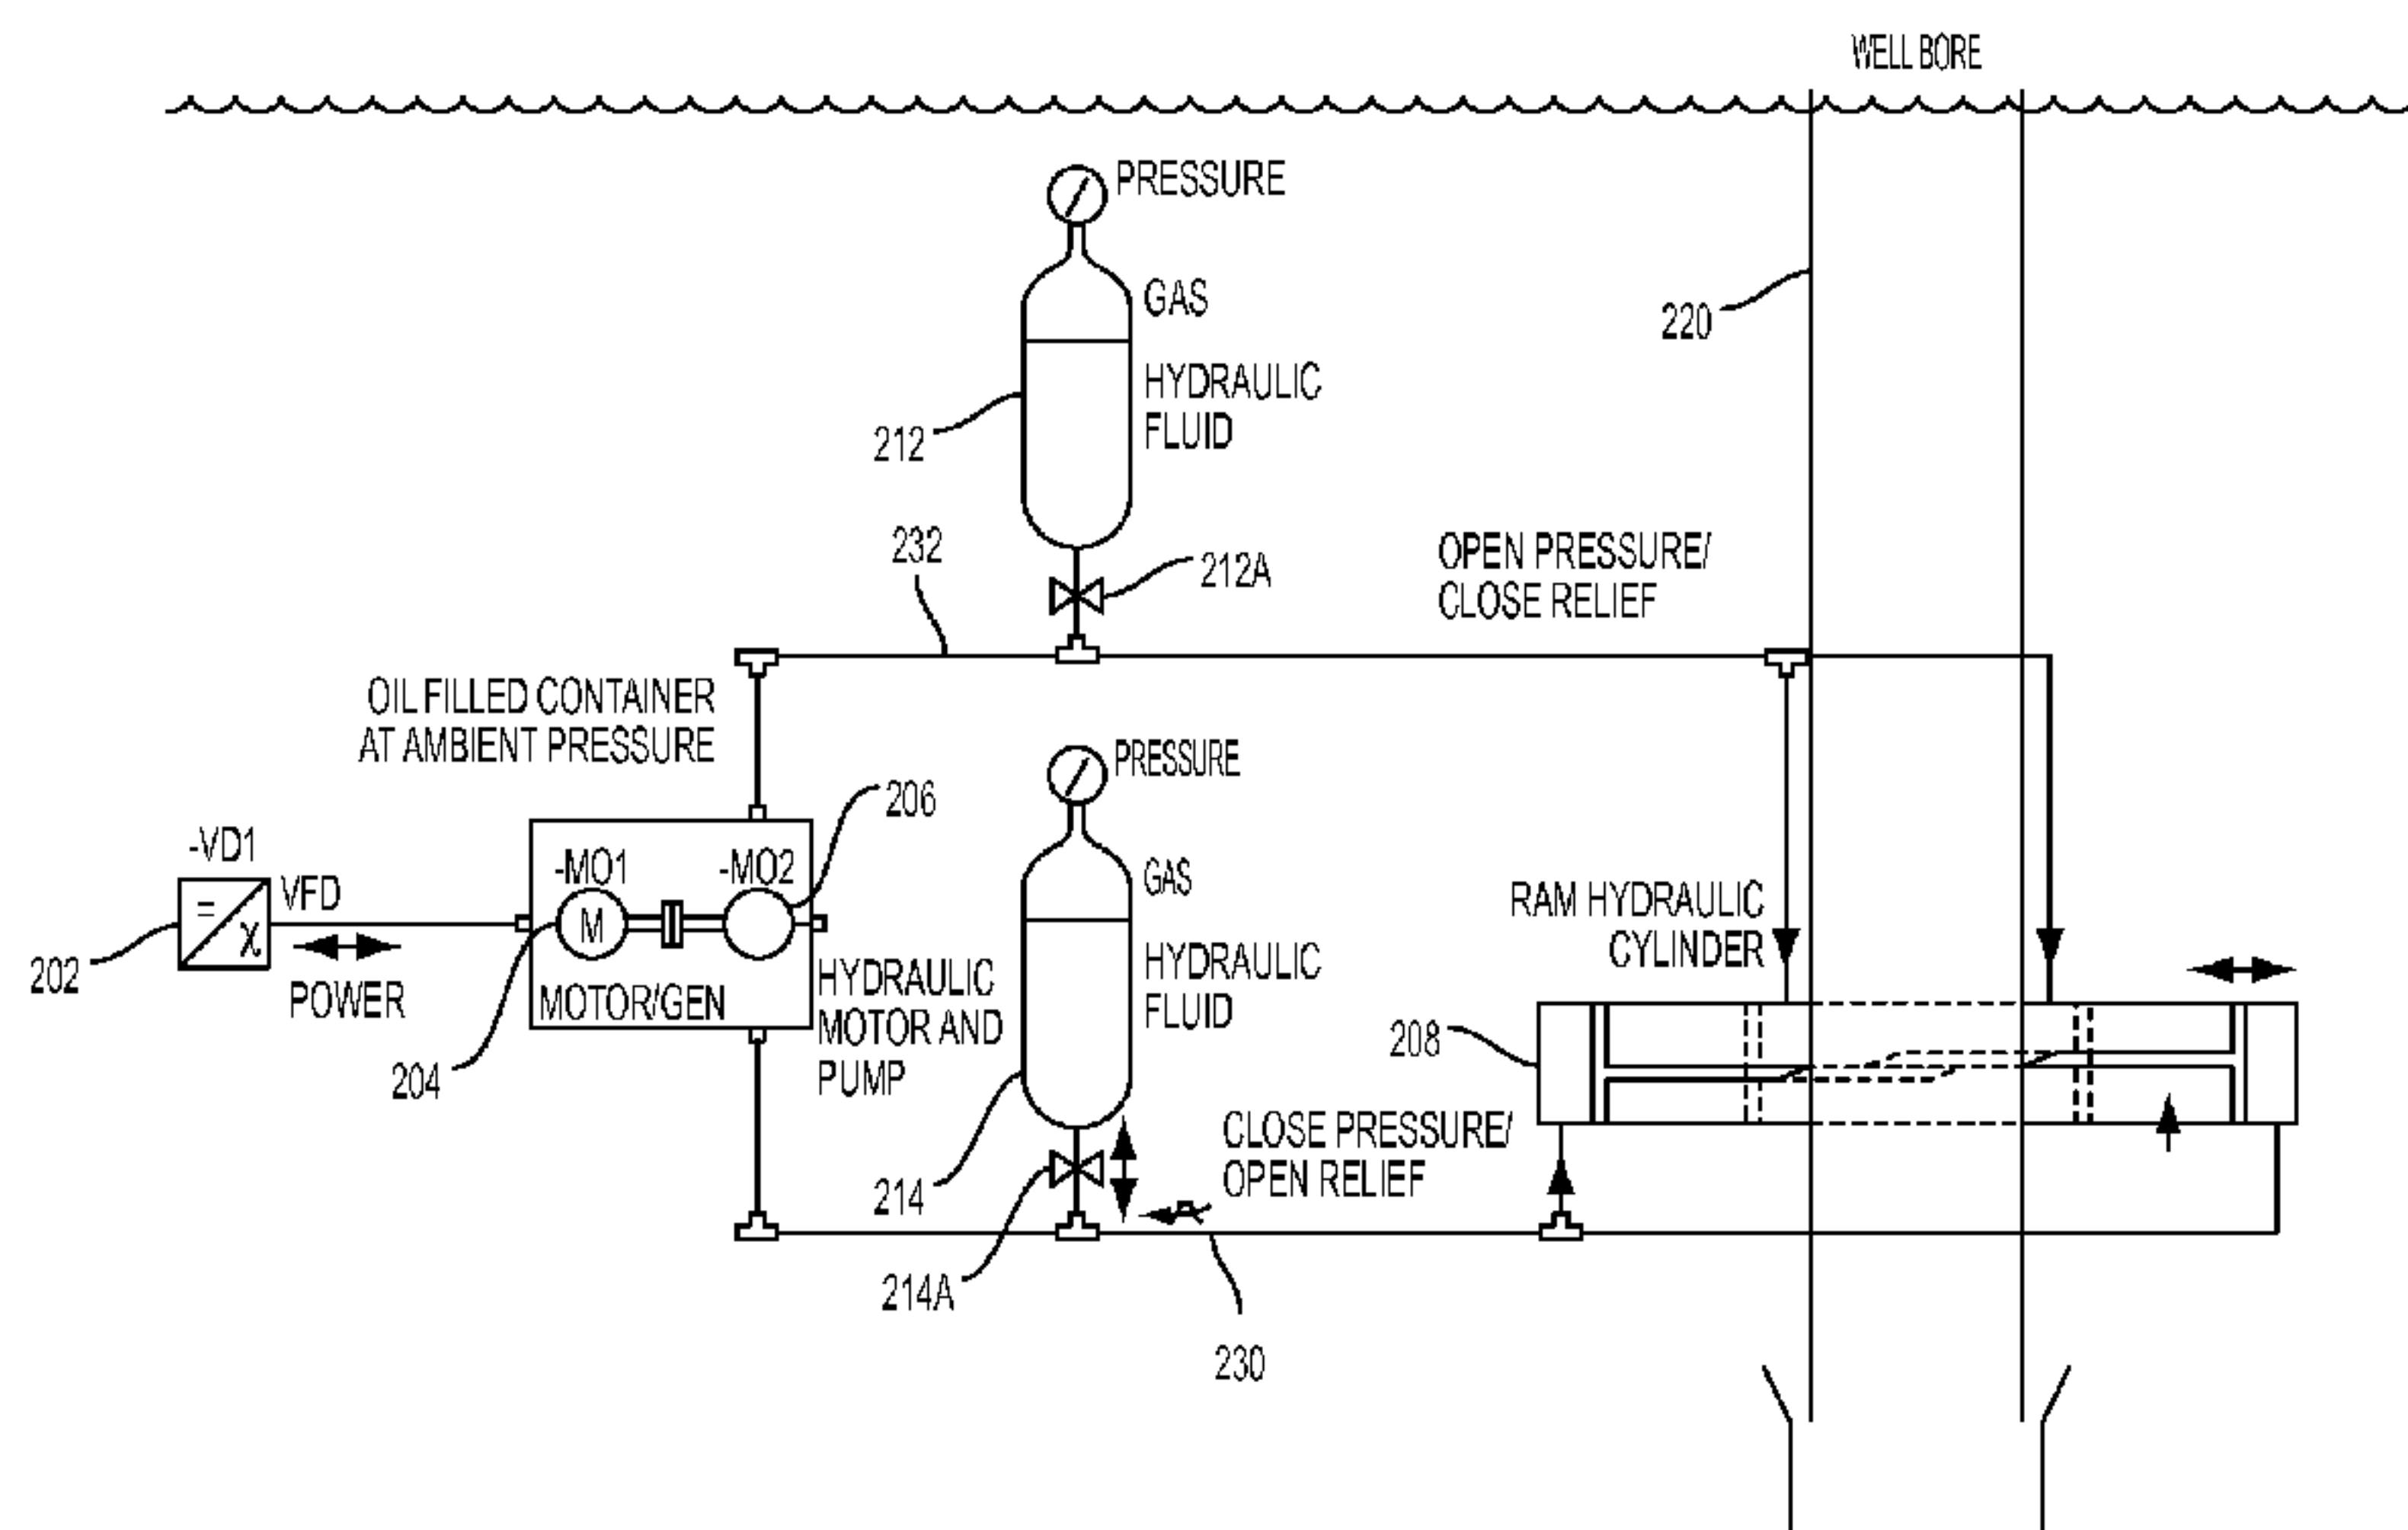 WELL BORE
PRESSURE
GAS
220
HYDRAULIC
FLUID
212
232
212A
OPEN PRESSURE/
CLOSE RELIEF
OIL FILLED CONTAINER
AT AMBIENT PRESSURE
PRESSURE
206
-VD1
VFD
-MO1
-MO2
GAS
RAM HYDRAULIC
CYLINDER
=
χ
M
202
POWER
MOTOR/GEN
HYDRAULIC
MOTOR AND
PUMP
HYDRAULIC
FLUID
208
204
CLOSE PRESSURE/
OPEN RELIEF
214
214A
230